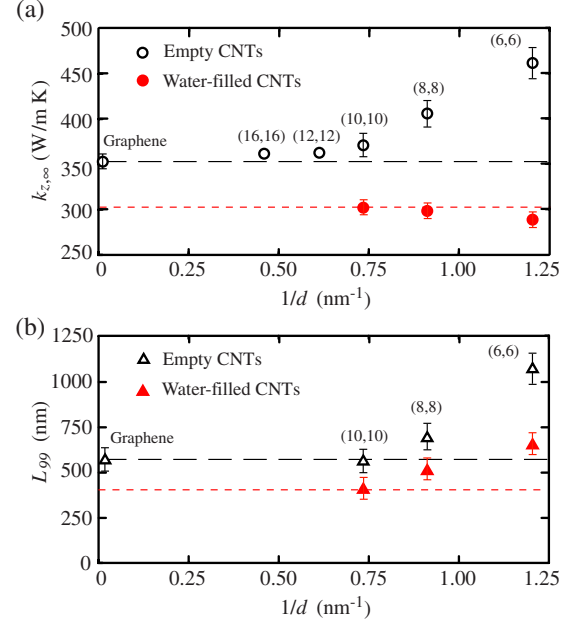 (a)
500
450
400
350
300
250
k_{z,∞} (W/m K)
Empty CNTs
Water-filled CNTs
Graphene
(16,16)
(12,12)
(10,10)
(8,8)
(6,6)
0
0.25
0.50
0.75
1.00
1.25
1/d (nm⁻¹)
(b)
1250
1000
750
500
250
0
L_{99} (nm)
Empty CNTs
Water-filled CNTs
Graphene
(10,10)
(8,8)
(6,6)
0
0.25
0.50
0.75
1.00
1.25
1/d (nm⁻¹)